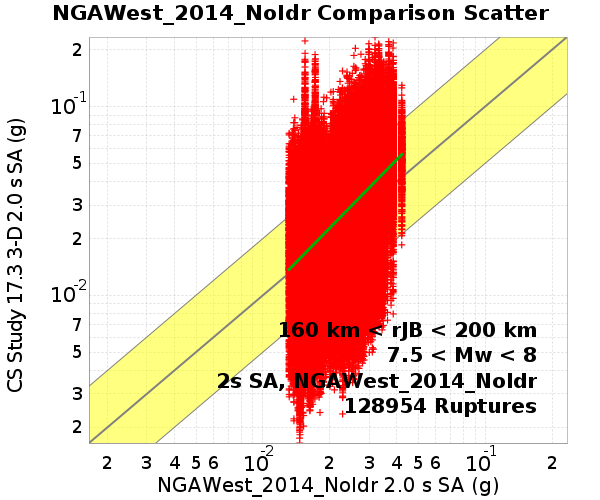 NGAWest_2014_NoIdr Comparison Scatter
CS Study 17.3 3-D 2.0 s SA (g)
2
10-1
7
5
3
2
10-2
7
5
3
2
160 km < rJB < 200 km
7.5 < Mw < 8
2s SA, NGAWest_2014_NoIdr
128954 Ruptures
2 3 4 5 6 10-2 2 3 4 5 6 10-1 2
NGAWest_2014_NoIdr 2.0 s SA (g)